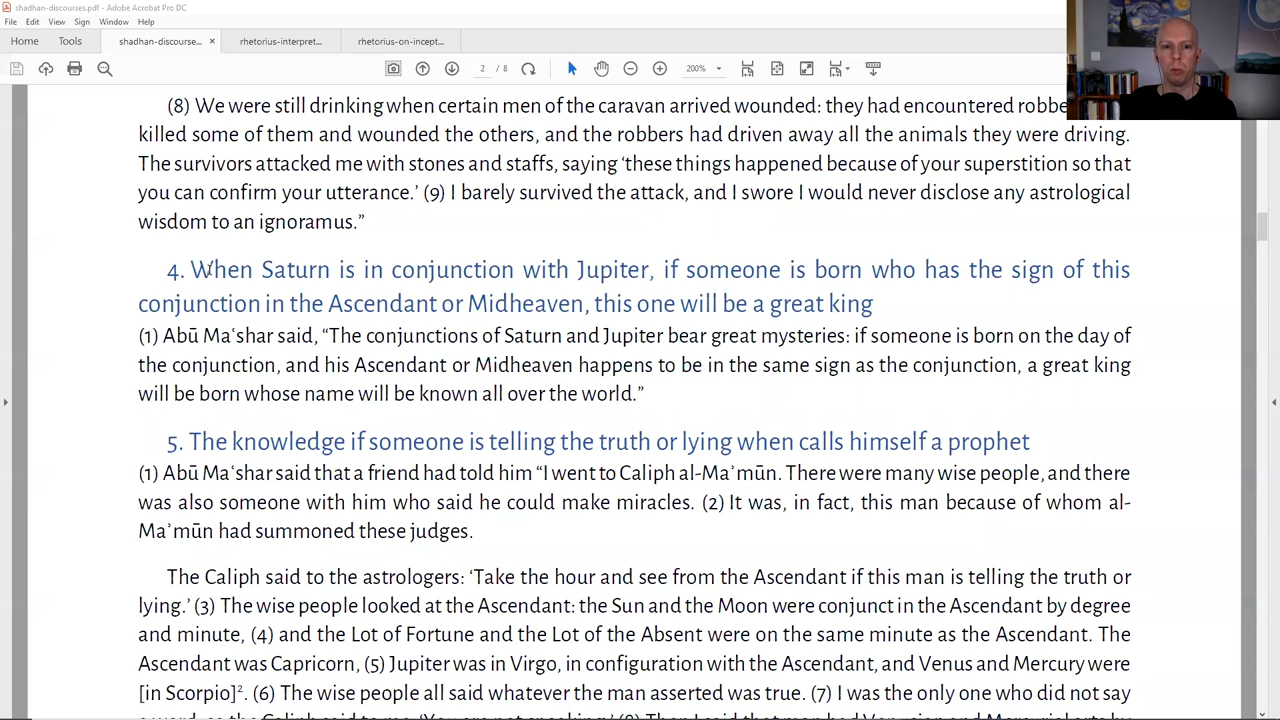 shadhan-discourses.pdf - Adobe Acrobat Pro DC
File Edit View Sign Window Help
Home Tools shadhan-discourse... × rhetorius-interpret... rhetorius-on-incept...
2 / 8 200%
(8) We were still drinking when certain men of the caravan arrived wounded: they had encountered
killed some of them and wounded the others, and the robbers had driven away all the animals they were driving.
The survivors attacked me with stones and staffs, saying ‘these things happened because of your superstition so that
you can confirm your utterance.’ (9) I barely survived the attack, and I swore I would never disclose any astrological
wisdom to an ignoramus.”
4. When Saturn is in conjunction with Jupiter, if someone is born who has the sign of this
conjunction in the Ascendant or Midheaven, this one will be a great king
(1) Abū Maʿshar said, “The conjunctions of Saturn and Jupiter bear great mysteries: if someone is born on the day of
the conjunction, and his Ascendant or Midheaven happens to be in the same sign as the conjunction, a great king
will be born whose name will be known all over the world.”
5. The knowledge if someone is telling the truth or lying when calls himself a prophet
(1) Abū Maʿshar said that a friend had told him “I went to Caliph al-Maʾmūn. There were many wise people, and there
was also someone with him who said he could make miracles. (2) It was, in fact, this man because of whom al-
Maʾmūn had summoned these judges.
The Caliph said to the astrologers: ‘Take the hour and see from the Ascendant if this man is telling the truth or
lying.’ (3) The wise people looked at the Ascendant: the Sun and the Moon were conjunct in the Ascendant by degree
and minute, (4) and the Lot of Fortune and the Lot of the Absent were on the same minute as the Ascendant. The
Ascendant was Capricorn, (5) Jupiter was in Virgo, in configuration with the Ascendant, and Venus and Mercury were
[in Scorpio]². (6) The wise people all said whatever the man asserted was true. (7) I was the only one who did not say